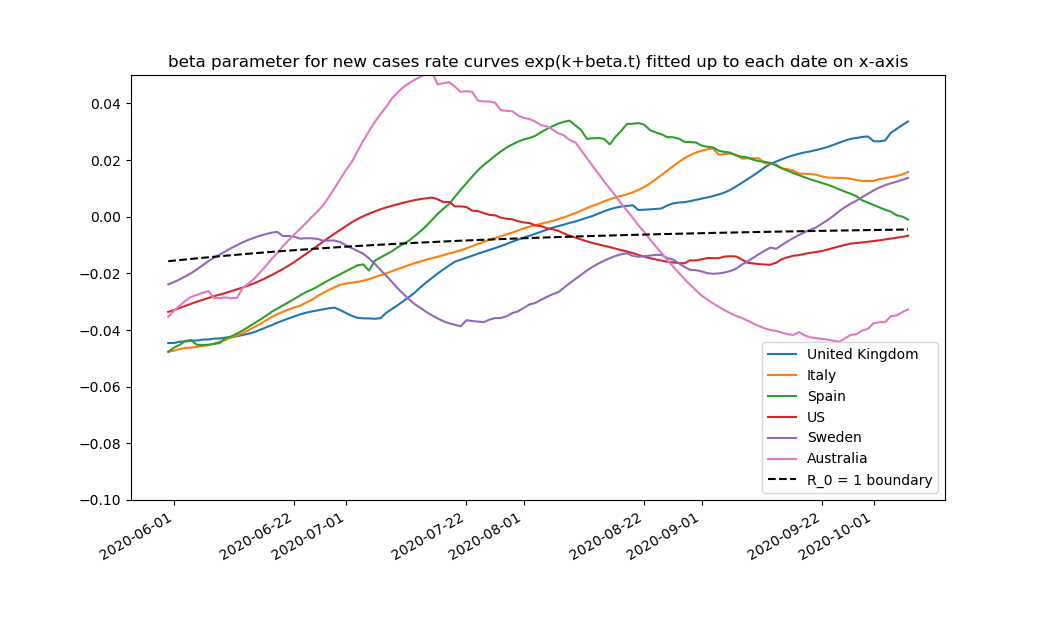 beta parameter for new cases rate curves exp(k+beta.t) fitted up to each date on x-axis
0.04
0.02
0.00
−0.02
−0.04
−0.06
−0.08
−0.10
United Kingdom
Italy
Spain
US
Sweden
Australia
R_0 = 1 boundary
2020-06-01
2020-06-22
2020-07-01
2020-07-22
2020-08-01
2020-08-22
2020-09-01
2020-09-22
2020-10-01